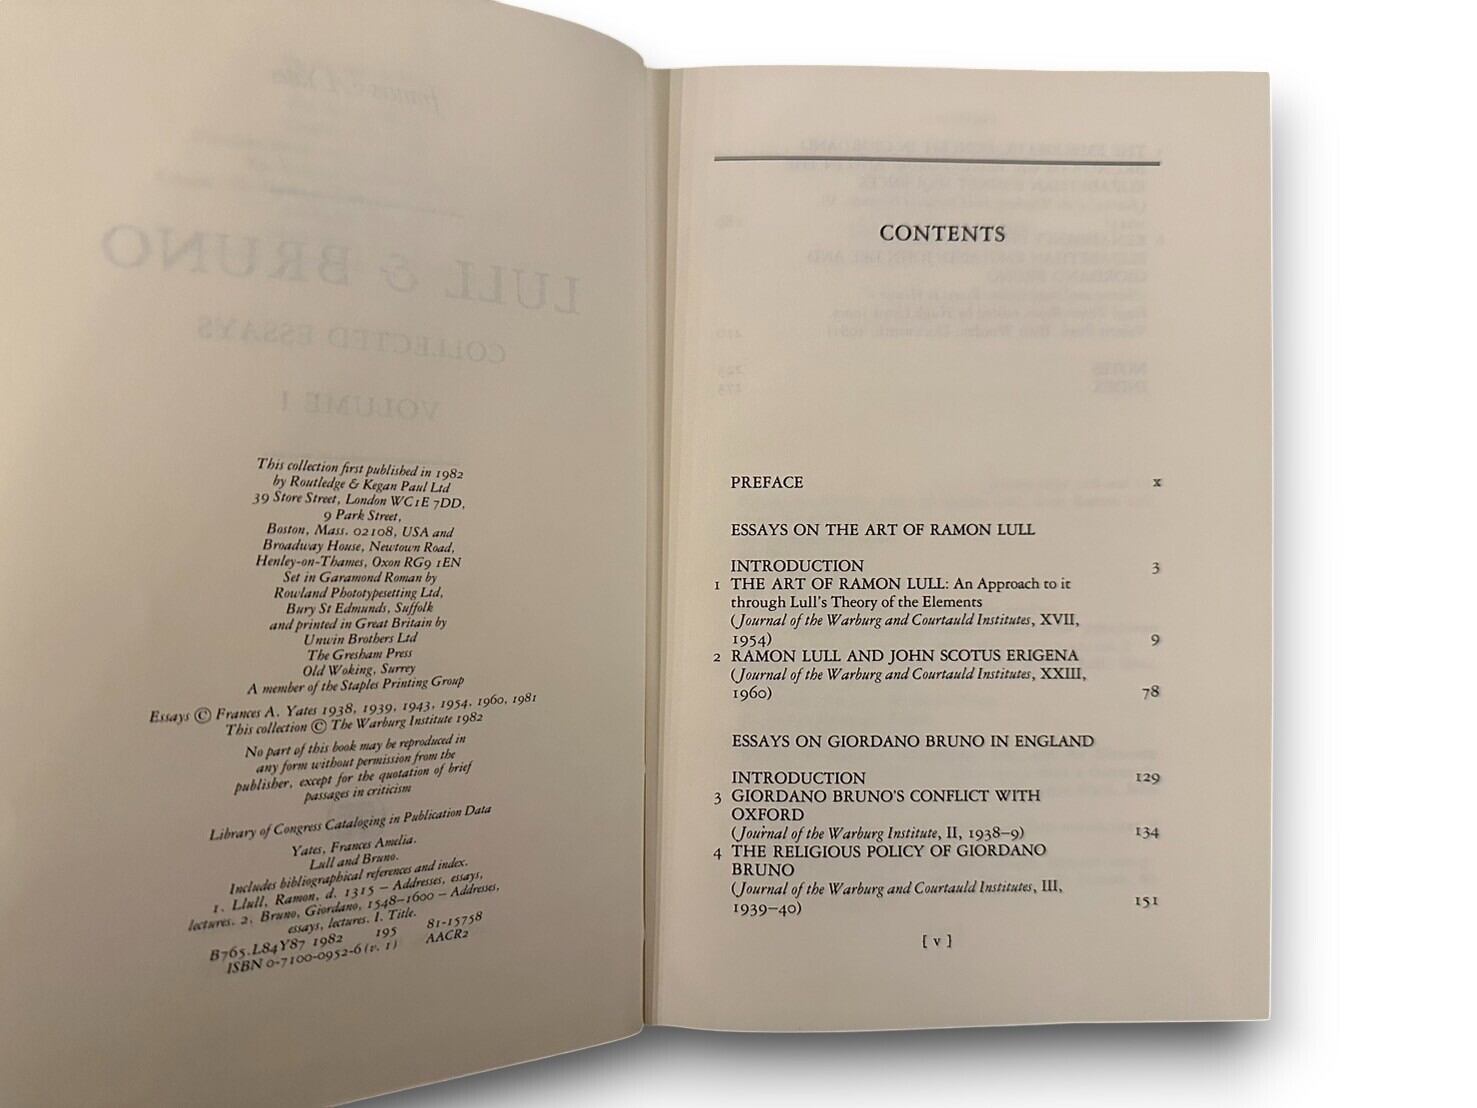 LULL & BRUNO
COLLECTED ESSAYS
VOLUME I
This collection first published in 1982
by Routledge & Kegan Paul Ltd
39 Store Street, London WC1E 7DD,
9 Park Street,
Boston, Mass. 02108, USA and
Broadway House, Newtown Road,
Henley-on-Thames, Oxon RG9 1EN
Set in Garamond Roman by
Rowland Phototypesetting Ltd,
Bury St Edmunds, Suffolk
and printed in Great Britain by
Unwin Brothers Ltd
The Gresham Press
Old Woking, Surrey
A member of the Staples Printing Group
Essays © Frances A. Yates 1938, 1939, 1943, 1954, 1960, 1981
This collection © The Warburg Institute 1982
No part of this book may be reproduced in
any form without permission from the
publisher, except for the quotation of brief
passages in criticism
Library of Congress Cataloging in Publication Data
Yates, Frances Amelia.
Lull and Bruno.
Includes bibliographical references and index.
1. Llull, Ramon, d. 1315 — Addresses, essays,
lectures. 2. Bruno, Giordano, 1548–1600 — Addresses,
essays, lectures. I. Title.
B765.L84Y87 1982 195 81-15758
ISBN 0-7100-0952-6 (v. 1) AACR2
CONTENTS
PREFACE x
ESSAYS ON THE ART OF RAMON LULL
INTRODUCTION 3
1 THE ART OF RAMON LULL: An Approach to it
through Lull's Theory of the Elements
(Journal of the Warburg and Courtauld Institutes, XVII,
1954) 9
2 RAMON LULL AND JOHN SCOTUS ERIGENA
(Journal of the Warburg and Courtauld Institutes, XXIII,
1960) 78
ESSAYS ON GIORDANO BRUNO IN ENGLAND
INTRODUCTION 129
3 GIORDANO BRUNO'S CONFLICT WITH
OXFORD
(Journal of the Warburg Institute, II, 1938–9) 134
4 THE RELIGIOUS POLICY OF GIORDANO
BRUNO
(Journal of the Warburg and Courtauld Institutes, III,
1939–40) 151
[ v ]